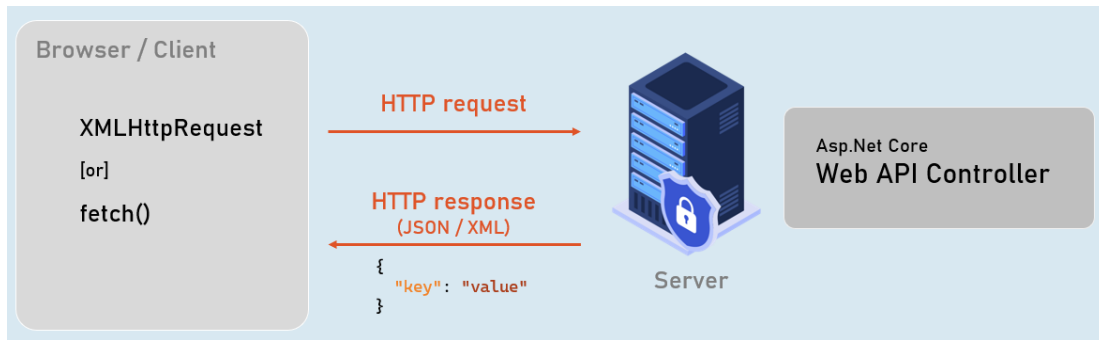 Browser / Client
XMLHttpRequest
[or]
fetch()
HTTP request
HTTP response
(JSON / XML)
{
"key": "value"
}
Server
Asp.Net Core
Web API Controller